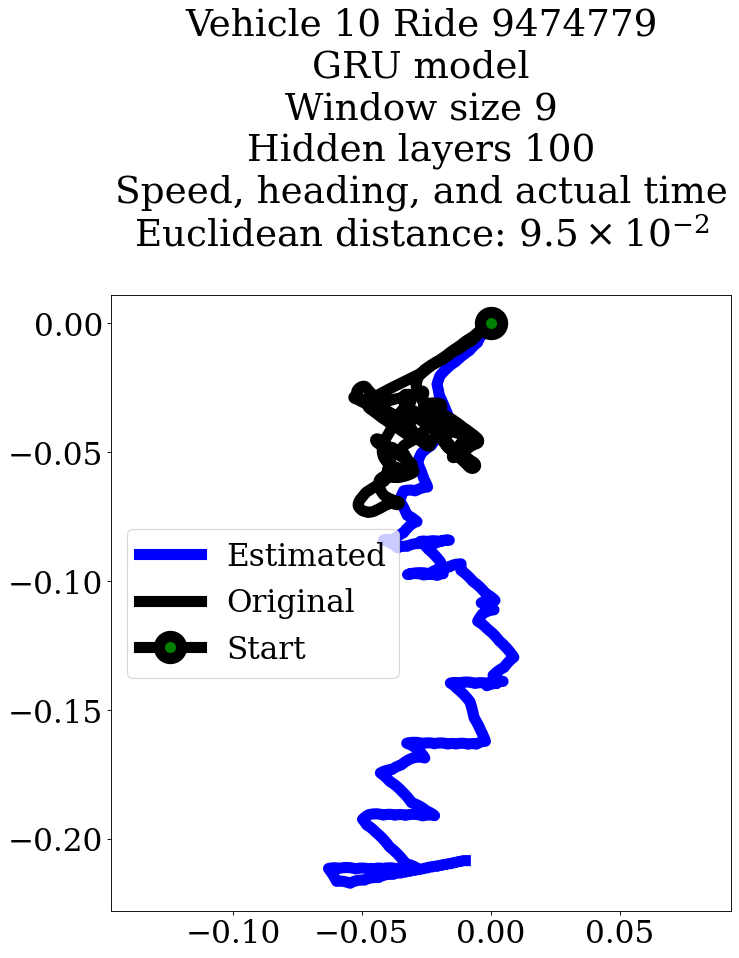 Vehicle 10 Ride 9474779
GRU model
Window size 9
Hidden layers 100
Speed, heading, and actual time
Euclidean distance: 9.5 × 10⁻²
0.00
−0.05
−0.10
−0.15
−0.20
Estimated
Original
Start
−0.10 −0.05 0.00 0.05